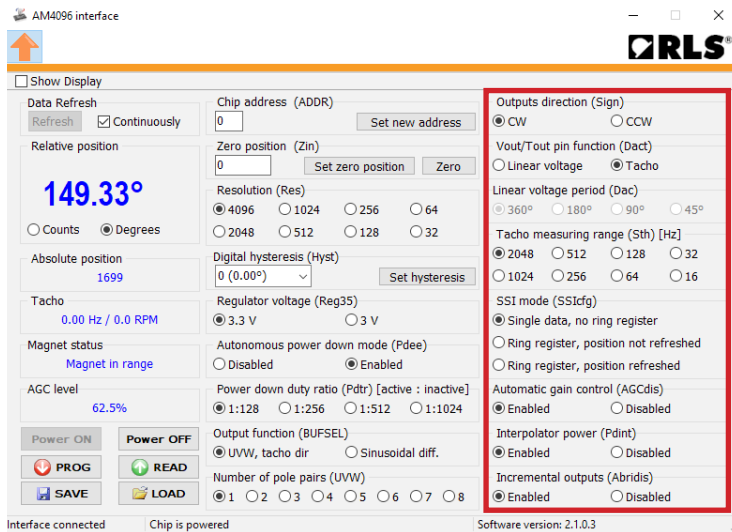 AM4096 interface
RLS®
Show Display
Data Refresh
Refresh
Continuously
Relative position
149.33°
Counts
Degrees
Absolute position
1699
Tacho
0.00 Hz / 0.0 RPM
Magnet status
Magnet in range
AGC level
62.5%
Power ON
Power OFF
PROG
READ
SAVE
LOAD
Chip address (ADDR)
0
Set new address
Zero position (Zin)
0
Set zero position
Zero
Resolution (Res)
4096 1024 256 64
2048 512 128 32
Digital hysteresis (Hyst)
0 (0.00º)
Set hysteresis
Regulator voltage (Reg35)
3.3 V 3 V
Autonomous power down mode (Pdee)
Disabled Enabled
Power down duty ratio (Pdtr) [active : inactive]
1:128 1:256 1:512 1:1024
Output function (BUFSEL)
UVW, tacho dir Sinusoidal diff.
Number of pole pairs (UVW)
1 2 3 4 5 6 7 8
Outputs direction (Sign)
CW CCW
Vout/Tout pin function (Dact)
Linear voltage Tacho
Linear voltage period (Dac)
360º 180º 90º 45º
Tacho measuring range (Sth) [Hz]
2048 512 128 32
1024 256 64 16
SSI mode (SSIcfg)
Single data, no ring register
Ring register, position not refreshed
Ring register, position refreshed
Automatic gain control (AGCdis)
Enabled Disabled
Interpolator power (Pdint)
Enabled Disabled
Incremental outputs (Abridis)
Enabled Disabled
Interface connected
Chip is powered
Software version: 2.1.0.3